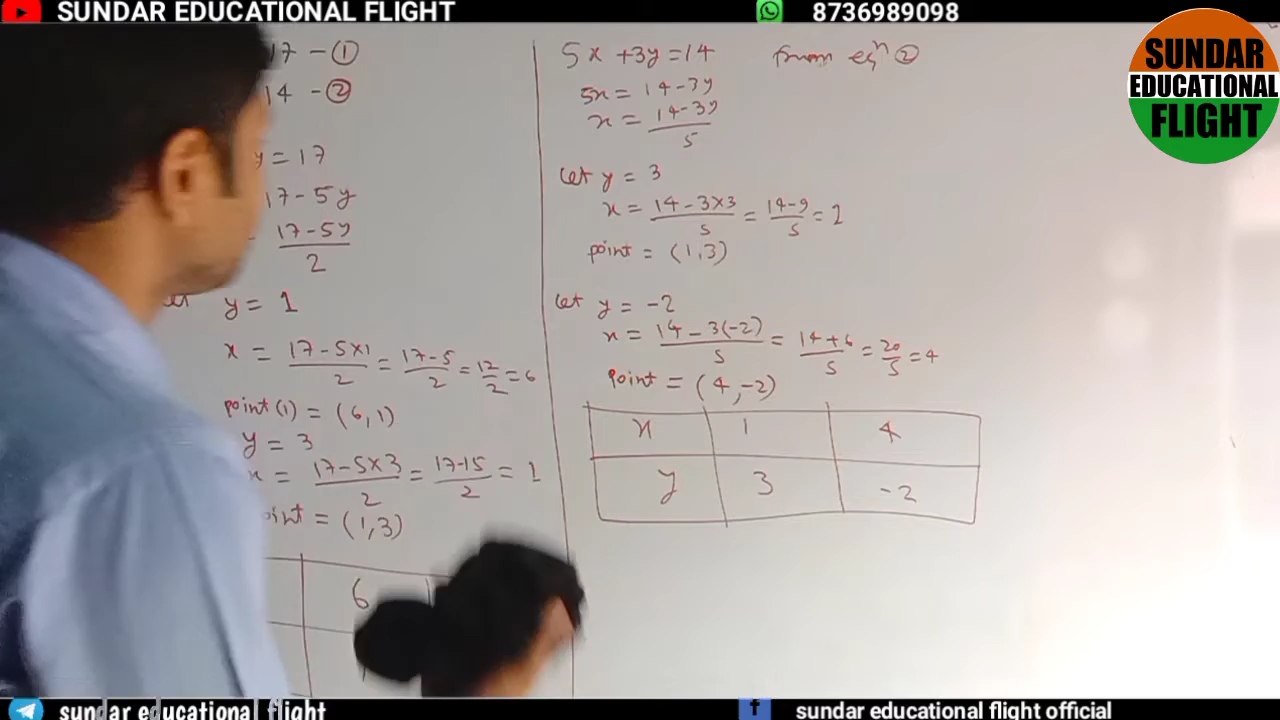 SUNDAR EDUCATIONAL FLIGHT
8736989098
SUNDAR
EDUCATIONAL
FLIGHT
17 - ①
14 - ②
y = 17
17 - 5y
17 - 5y
2
y = 1
x = 17 - 5×1 / 2 = 17 - 5 / 2 = 12 / 2 = 6
point (1) = (6, 1)
y = 3
x = 17 - 5×3 / 2 = 17 - 15 / 2 = 1
point = (1, 3)
6
5x + 3y = 14 from eqn ②
5x = 14 - 3y
x = 14 - 3y / 5
Let y = 3
x = 14 - 3×3 / 5 = 14 - 9 / 5 = 1
point = (1, 3)
Let y = -2
x = 14 - 3(-2) / 5 = 14 + 6 / 5 = 20 / 5 = 4
point = (4, -2)
x 1 4
y 3 -2
sundar educational flight
sundar educational flight official